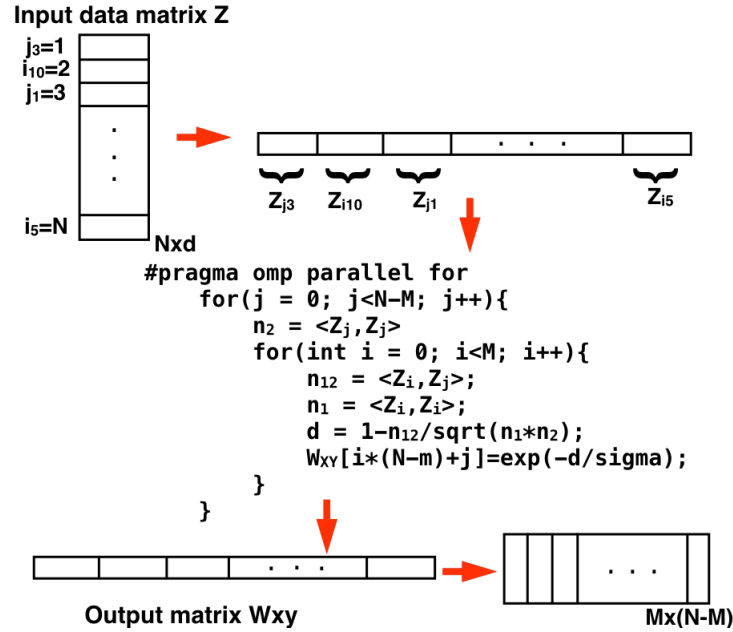 Input data matrix Z
j₃=1
i₁₀=2
j₁=3
.
.
.
i₅=N
Nxd
. . .
Zⱼ₃ Zᵢ₁₀ Zⱼ₁ Zᵢ₅
#pragma omp parallel for
for(j = 0; j<N−M; j++){
n₂ = <Zⱼ,Zⱼ>
for(int i = 0; i<M; i++){
n₁₂ = <Zᵢ,Zⱼ>;
n₁ = <Zᵢ,Zᵢ>;
d = 1−n₁₂/sqrt(n₁*n₂);
Wxʏ[i*(N−m)+j]=exp(−d/sigma);
}
}
. . .
. . .
Output matrix Wxy
Mx(N-M)